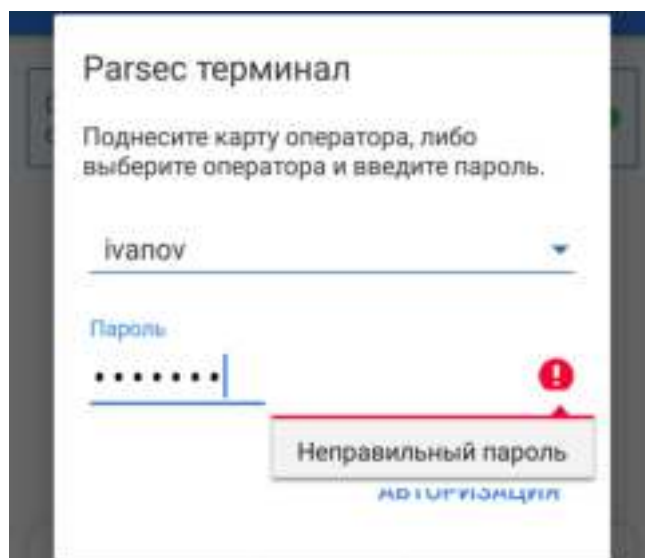 Parsec терминал
Поднесите карту оператора, либо
выберите оператора и введите пароль.
ivanov
Пароль
•••••••
Неправильный пароль
АВТОРИЗАЦИЯ